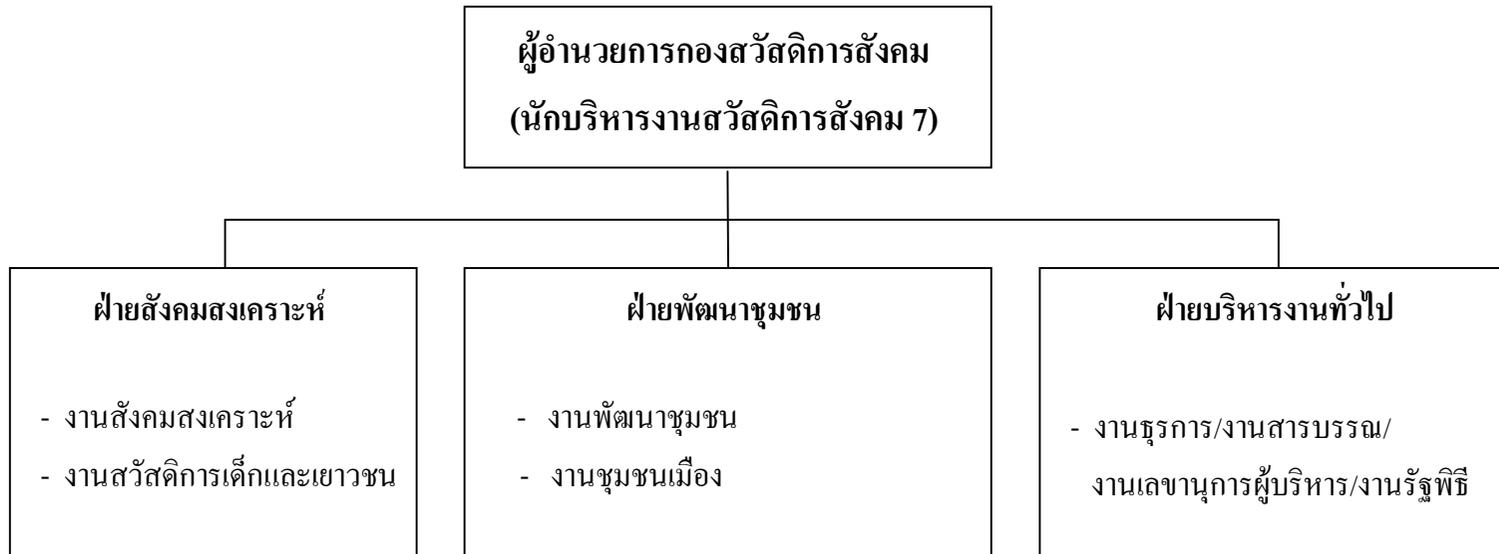 ผู้อำนวยการกองสวัสดิการสังคม
(นักบริหารงานสวัสดิการสังคม 7)
ฝ่ายสังคมสงเคราะห์
- งานสังคมสงเคราะห์
- งานสวัสดิการเด็กและเยาวชน
ฝ่ายพัฒนาชุมชน
- งานพัฒนาชุมชน
- งานชุมชนเมือง
ฝ่ายบริหารงานทั่วไป
- งานธุรการ/งานสารบรรณ/
งานเลขานุการผู้บริหาร/งานรัฐพิธี